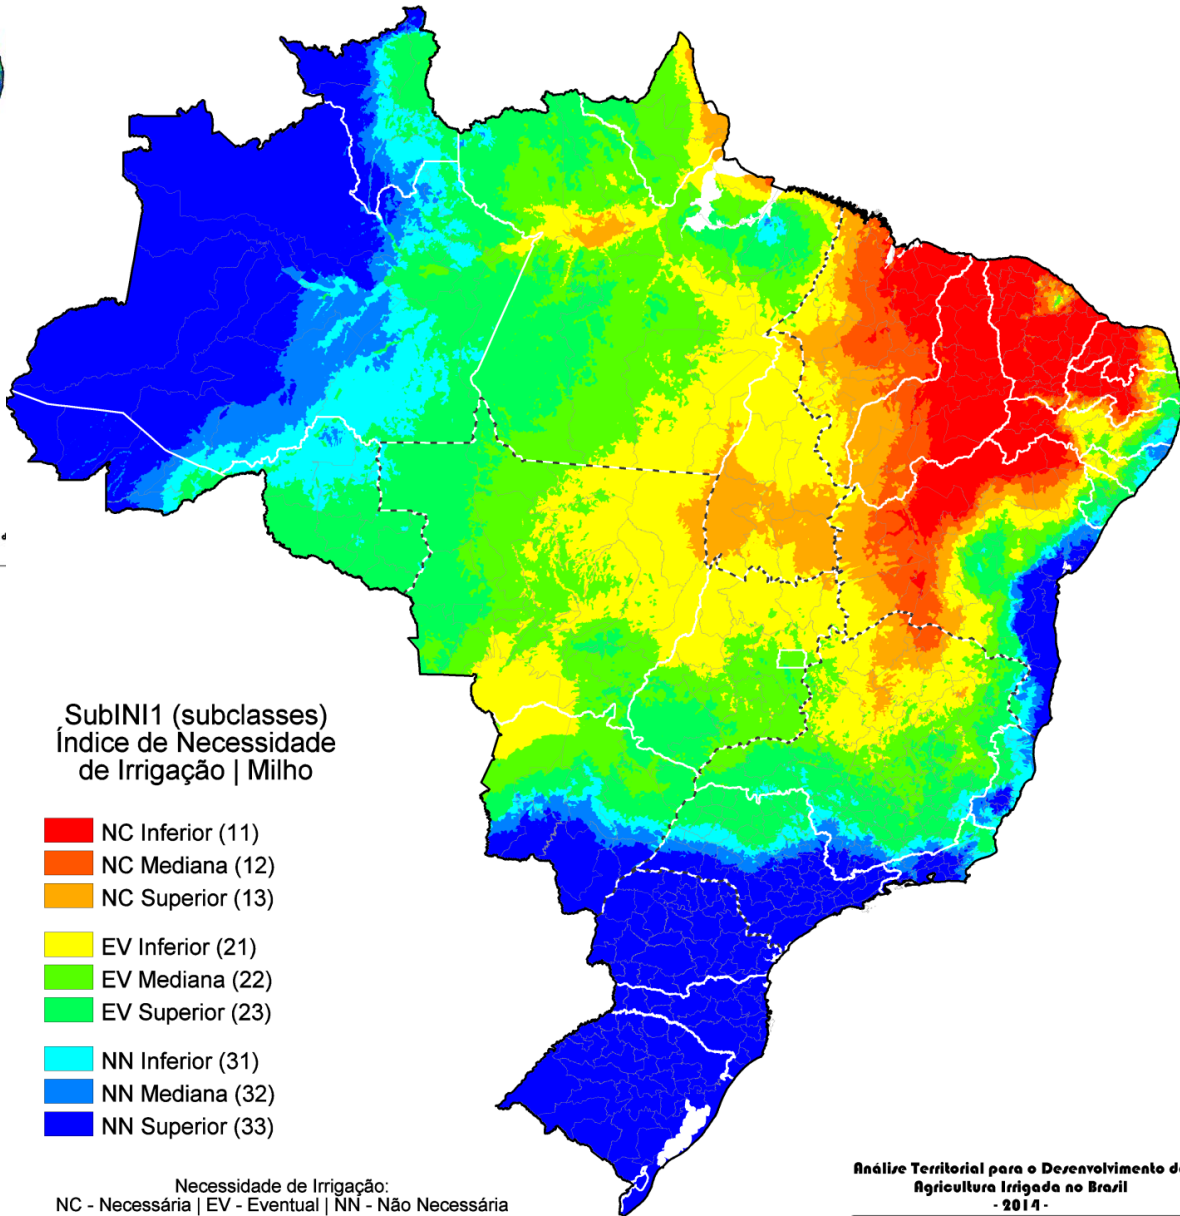 SubINI1 (subclasses)
Índice de Necessidade
de Irrigação | Milho
NC Inferior (11)
NC Mediana (12)
NC Superior (13)
EV Inferior (21)
EV Mediana (22)
EV Superior (23)
NN Inferior (31)
NN Mediana (32)
NN Superior (33)
Necessidade de Irrigação:
NC - Necessária | EV - Eventual | NN - Não Necessária
Análise Territorial para o Desenvolvimento d
Agricultura Irrigada no Brasil
- 2014 -